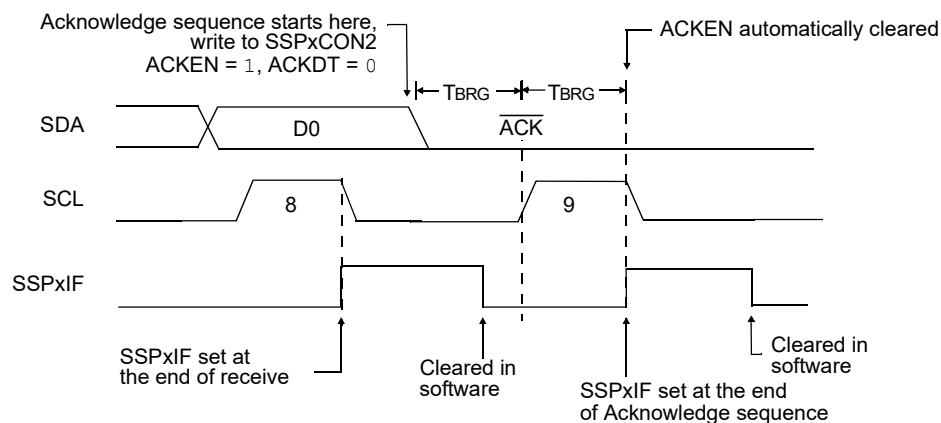 Acknowledge sequence starts here,
write to SSPxCON2
ACKEN = 1, ACKDT = 0
ACKEN automatically cleared
TBRG
TBRG
SDA
D0
ACK
SCL
8
9
SSPxIF
SSPxIF set at
the end of receive
Cleared in
software
SSPxIF set at the end
of Acknowledge sequence
Cleared in
software